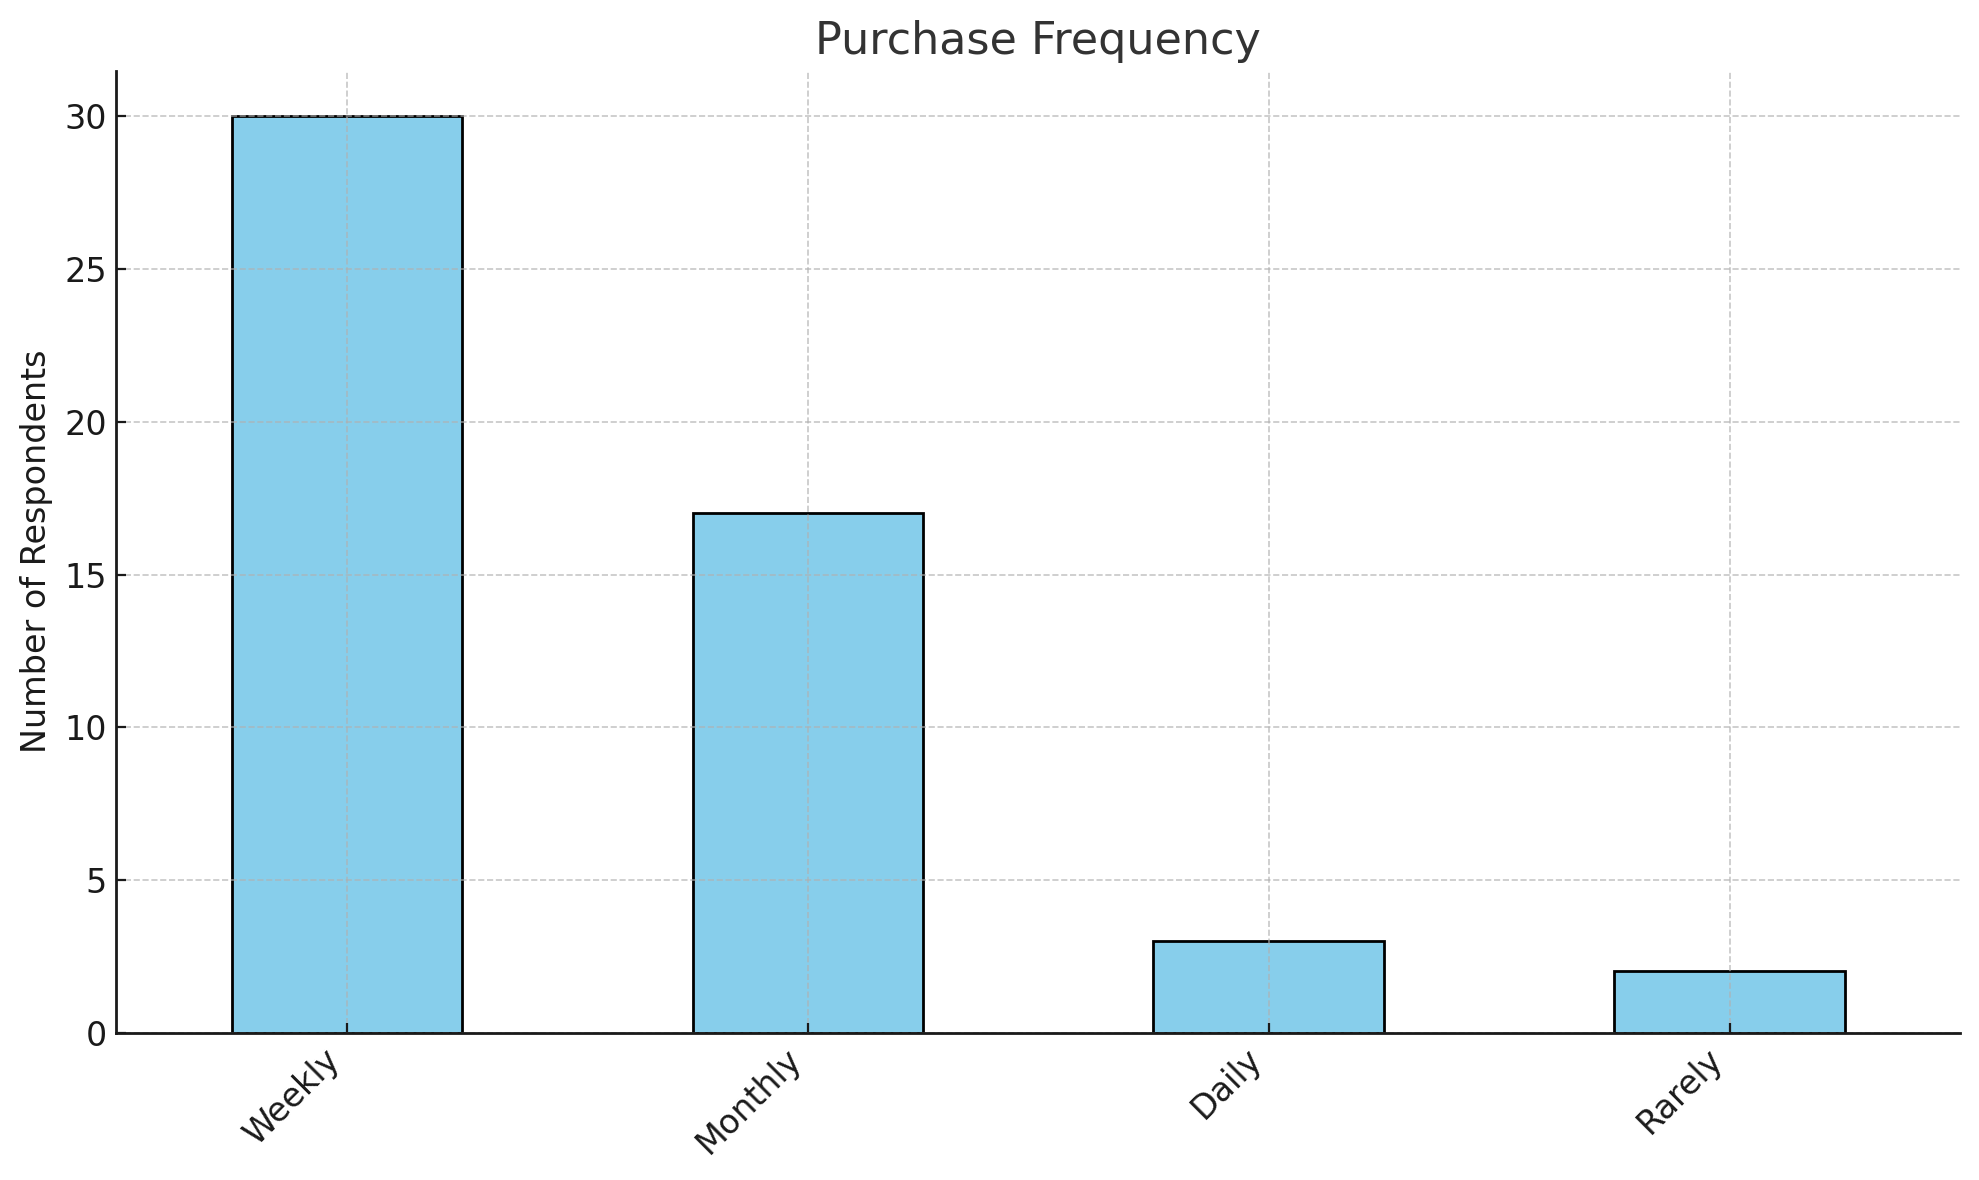 Purchase Frequency
Number of Respondents
30
25
20
15
10
5
0
Weekly
Monthly
Daily
Rarely